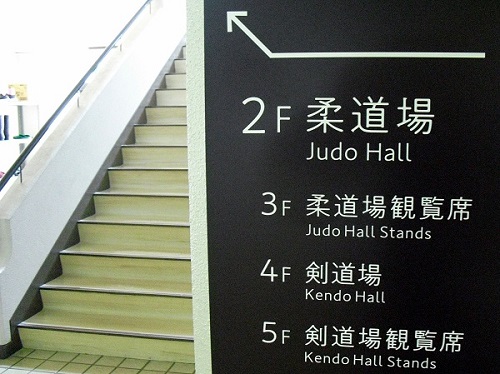 2F 柔道場
Judo Hall
3F 柔道場観覧席
Judo Hall Stands
4F 剣道場
Kendo Hall
5F 剣道場観覧席
Kendo Hall Stands